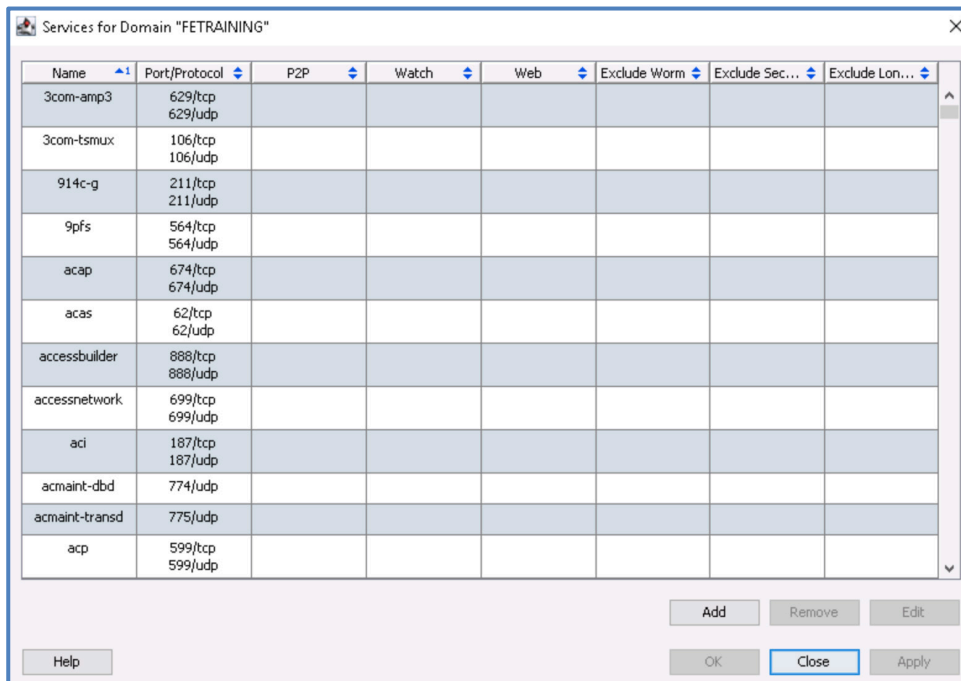 Services for Domain "FETRAINING"
Name 1 Port/Protocol P2P Watch Web Exclude Worm Exclude Sec... Exclude Lon...
3com-amp3 629/tcp
629/udp
3com-tsmux 106/tcp
106/udp
914c-g 211/tcp
211/udp
9pfs 564/tcp
564/udp
acap 674/tcp
674/udp
acas 62/tcp
62/udp
accessbuilder 888/tcp
888/udp
accessnetwork 699/tcp
699/udp
aci 187/tcp
187/udp
acmaint-dbd 774/udp
acmaint-transd 775/udp
acp 599/tcp
599/udp
Add Remove Edit
Help OK Close Apply